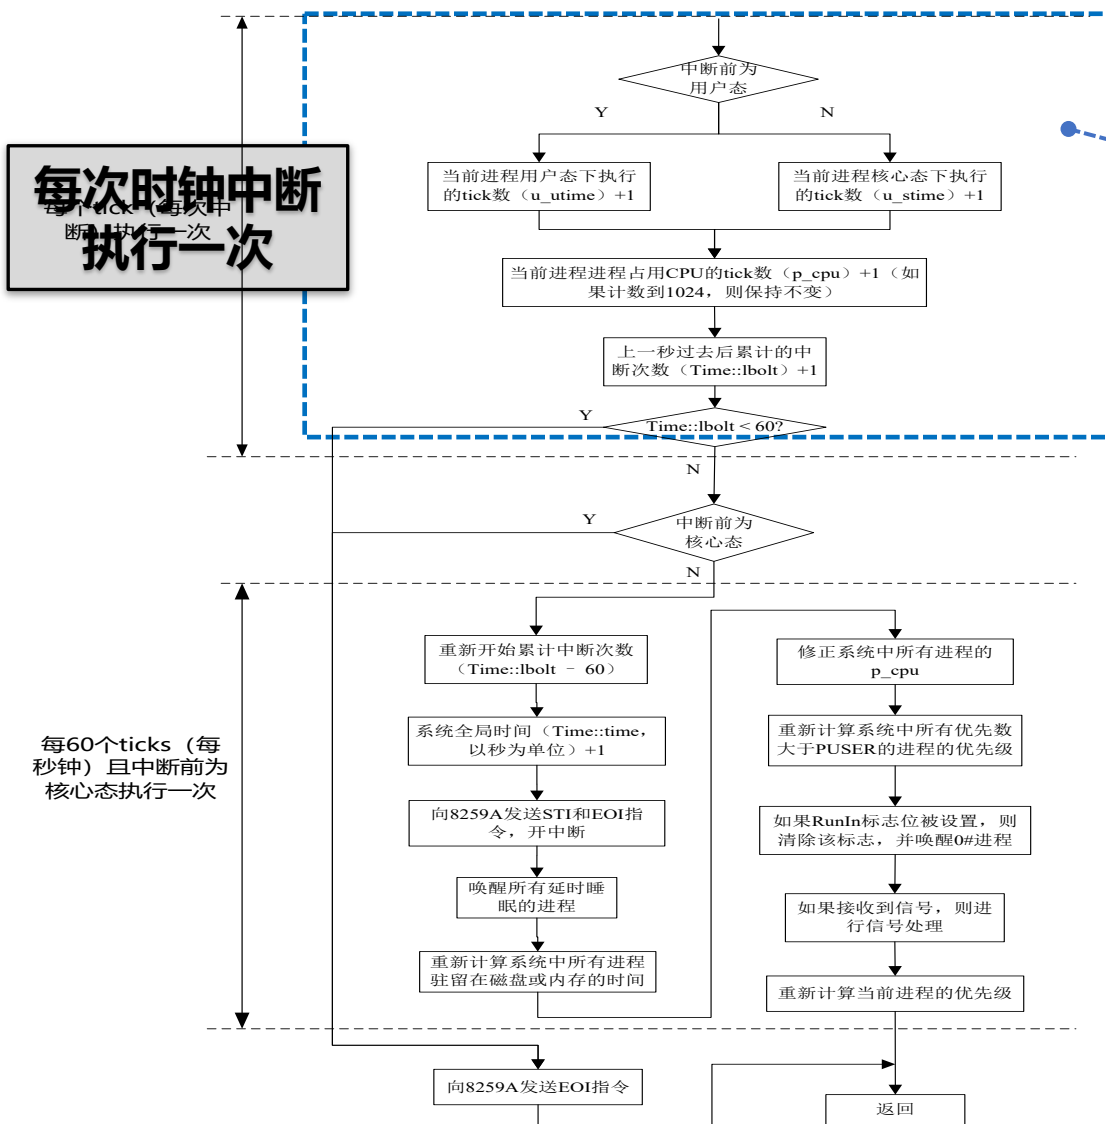 中断前为
用户态
Y
N
每次时钟中断
执行一次
每个tick（每次中
断）执行一次
当前进程用户态下执行
的tick数（u_utime）+1
当前进程核心态下执行
的tick数（u_stime）+1
当前进程进程占用CPU的tick数（p_cpu）+1（如
果计数到1024，则保持不变）
上一秒过去后累计的中
断次数（Time::lbolt）+1
Y
Time::lbolt < 60?
N
Y
中断前为
核心态
N
每60个ticks（每
秒钟）且中断前为
核心态执行一次
重新开始累计中断次数
（Time::lbolt - 60）
系统全局时间（Time::time，
以秒为单位）+1
向8259A发送STI和EOI指
令，开中断
唤醒所有延时睡
眠的进程
重新计算系统中所有进程
驻留在磁盘或内存的时间
修正系统中所有进程的
p_cpu
重新计算系统中所有优先数
大于PUSER的进程的优先级
如果RunIn标志位被设置，则
清除该标志，并唤醒0#进程
如果接收到信号，则进
行信号处理
重新计算当前进程的优先级
向8259A发送EOI指令
返回